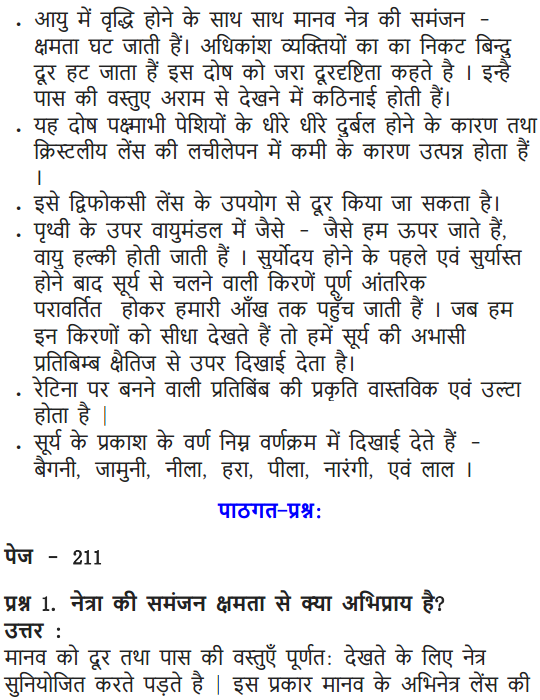 • आयु में वृद्धि होने के साथ साथ मानव नेत्र की समंजन -
क्षमता घट जाती हैं। अधिकांश व्यक्तियों का का निकट बिन्दु
दूर हट जाता हैं इस दोष को जरा दूरदृष्टिता कहते है । इन्है
पास की वस्तुए अराम से देखने में कठिनाई होती हैं।
• यह दोष पक्ष्माभी पेशियों के धीरे धीरे दुर्बल होने के कारण तथा
क्रिस्टलीय लेंस की लचीलेपन में कमी के कारण उत्पन्न होता हैं
।
• इसे द्विफोकसी लेंस के उपयोग से दूर किया जा सकता है।
• पृथ्वी के उपर वायुमंडल में जैसे - जैसे हम ऊपर जाते हैं,
वायु हल्की होती जाती हैं । सुर्योदय होने के पहले एवं सुर्यास्त
होने बाद सूर्य से चलने वाली किरणें पूर्ण आंतरिक
परावर्तित होकर हमारी आँख तक पहुँच जाती हैं । जब हम
इन किरणों को सीधा देखते हैं तो हमें सूर्य की अभासी
प्रतिबिम्ब क्षैतिज से उपर दिखाई देता है।
• रेटिना पर बनने वाली प्रतिबिंब की प्रकृति वास्तविक एवं उल्टा
होता है |
• सूर्य के प्रकाश के वर्ण निम्न वर्णक्रम में दिखाई देते हैं -
बैगनी, जामुनी, नीला, हरा, पीला, नारंगी, एवं लाल ।
पाठगत-प्रश्न:
पेज - 211
प्रश्न 1. नेत्रा की समंजन क्षमता से क्या अभिप्राय है?
उत्तर :
मानव को दूर तथा पास की वस्तुएँ पूर्णत: देखते के लिए नेत्र
सुनियोजित करते पड़ते है | इस प्रकार मानव के अभिनेत्र लेंस की